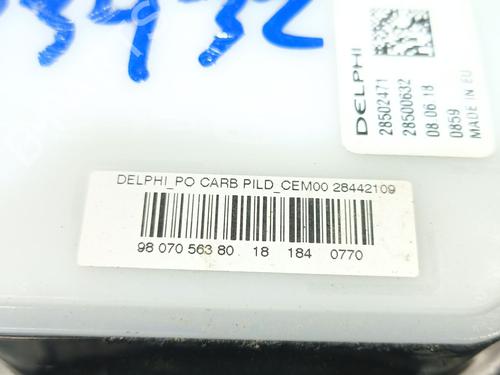 DELPHI
28502471
28500632
08 06 18
0859
MADE IN EU
DELPHI_PO CARB PILD_CEM00 28442109
98 070 563 80 18 184 0770